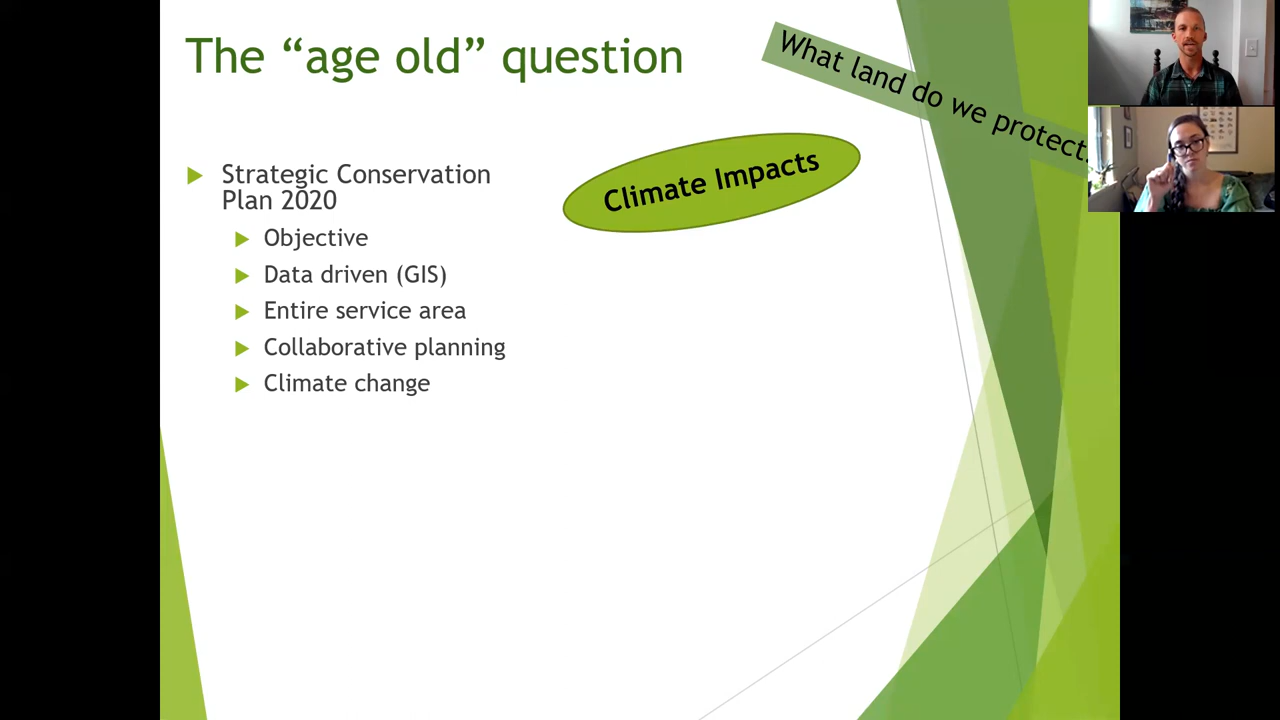 The “age old” question
What land do we protect.
Climate Impacts
Strategic Conservation
Plan 2020
Objective
Data driven (GIS)
Entire service area
Collaborative planning
Climate change